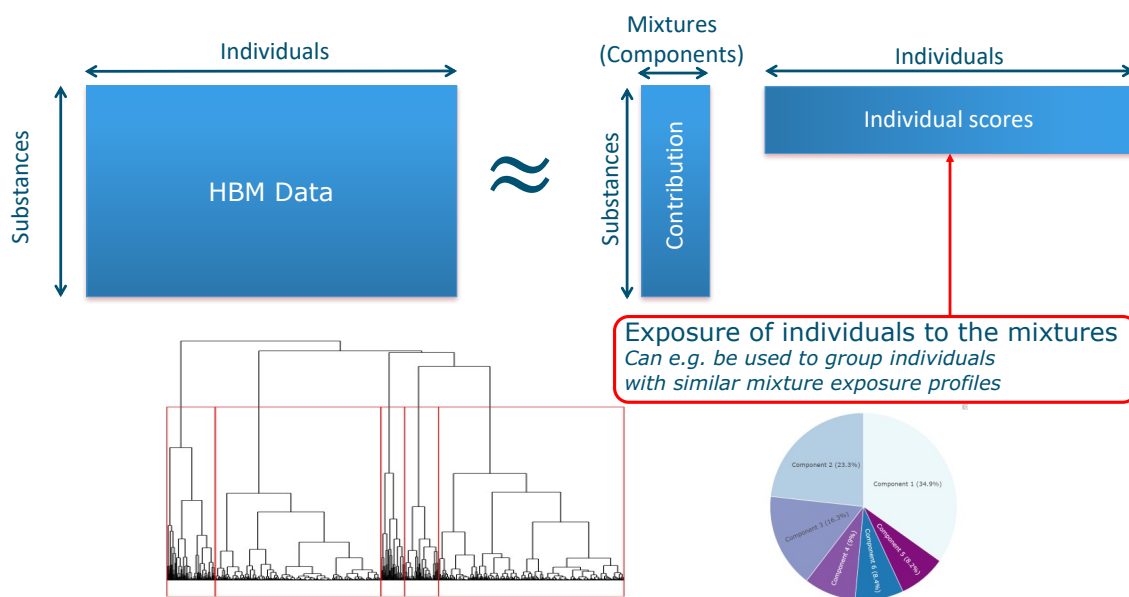 Mixtures
(Components)
Individuals
Individuals
Substances
HBM Data
≈
Substances
Contribution
Individual scores
Exposure of individuals to the mixtures
Can e.g. be used to group individuals
with similar mixture exposure profiles
Component 2 (23.3%)
Component 1 (34.9%)
Component 3 (16.3%)
Component 4 (9%)
Component 6 (8.4%)
Component 5 (8.2%)